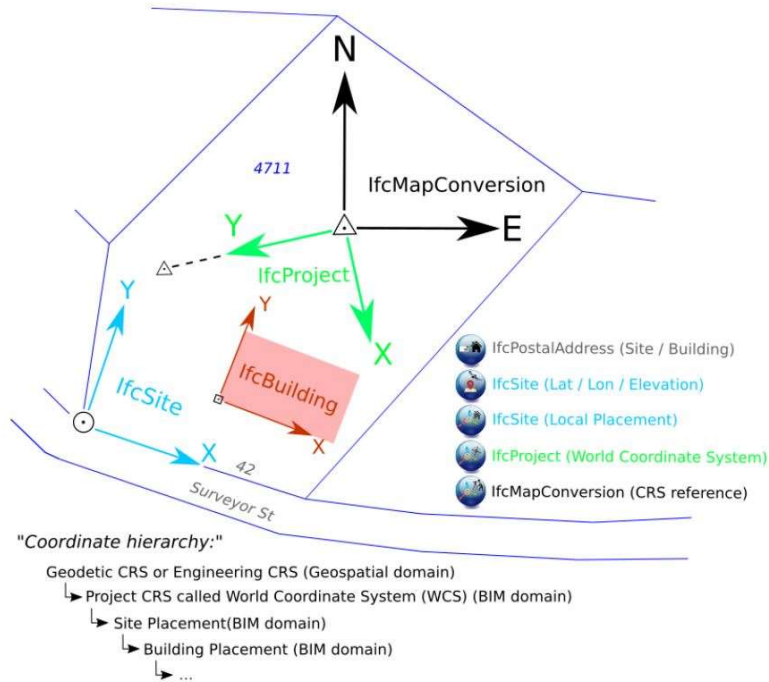 N
4711
IfcMapConversion
E
Y
IfcProject
X
Y
IfcSite
X
Y
IfcBuilding
X
42
Surveyor St
IfcPostalAddress (Site / Building)
IfcSite (Lat / Lon / Elevation)
IfcSite (Local Placement)
IfcProject (World Coordinate System)
IfcMapConversion (CRS reference)
"Coordinate hierarchy:"
Geodetic CRS or Engineering CRS (Geospatial domain)
Project CRS called World Coordinate System (WCS) (BIM domain)
Site Placement(BIM domain)
Building Placement (BIM domain)
...